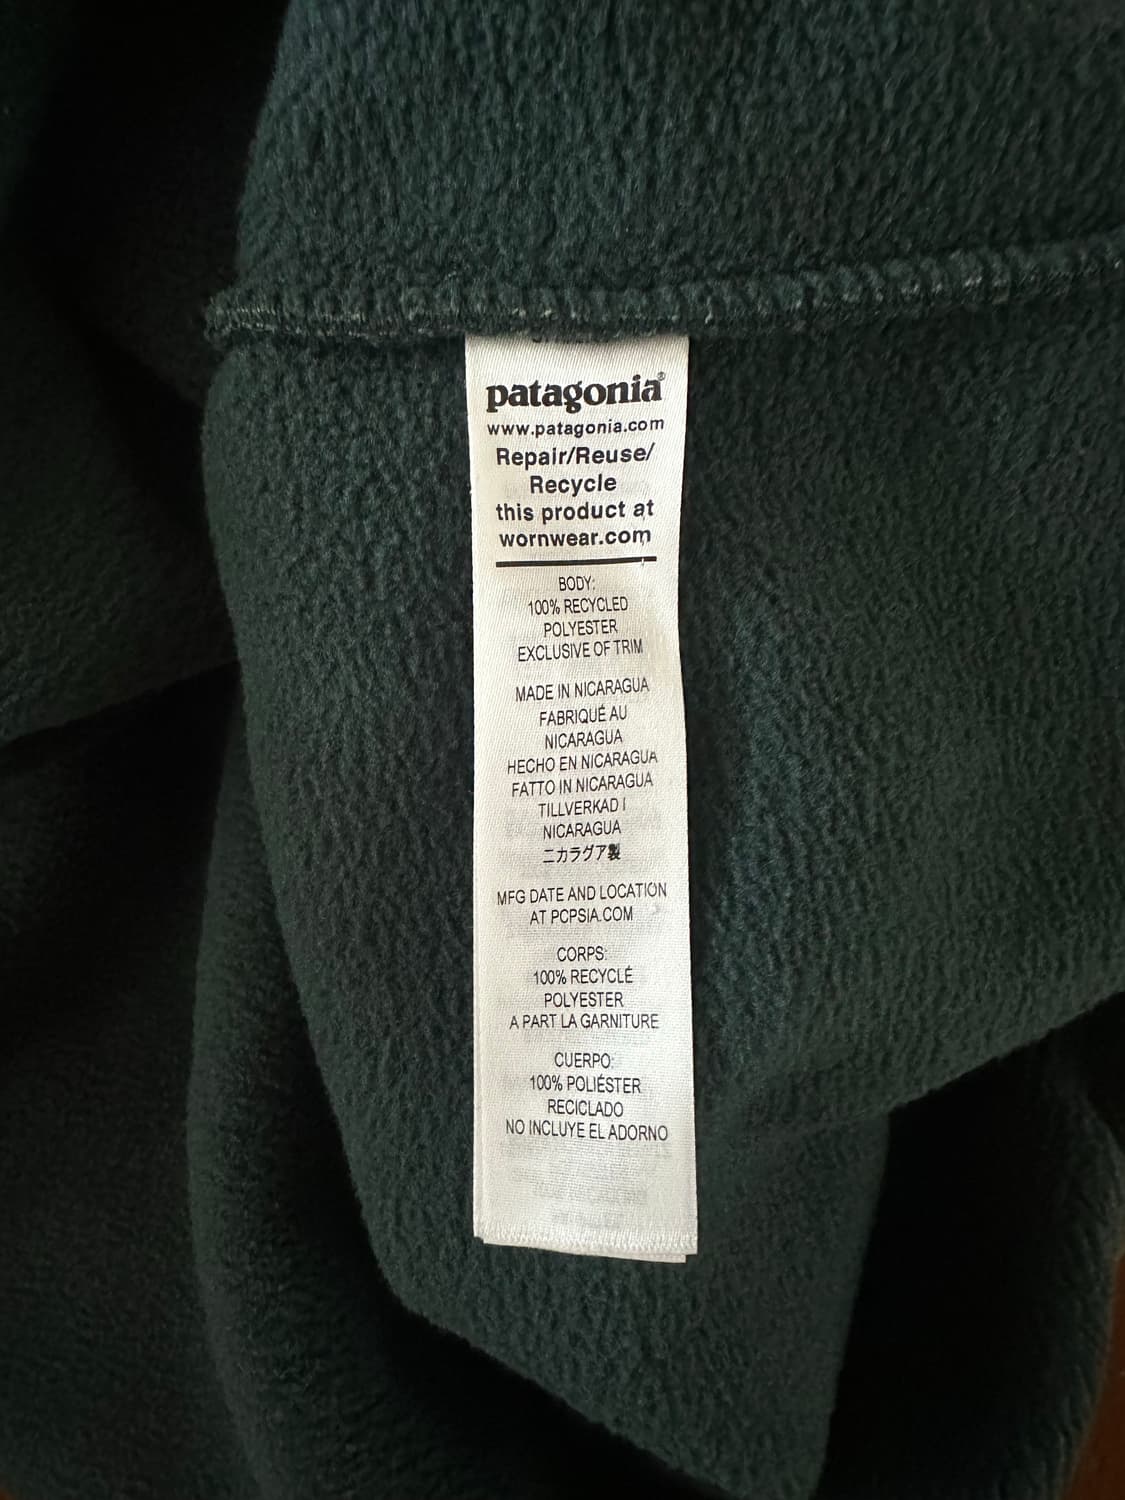 patagonia®
www.patagonia.com
Repair/Reuse/
Recycle
this product at
wornwear.com
BODY:
100% RECYCLED
POLYESTER
EXCLUSIVE OF TRIM
MADE IN NICARAGUA
FABRIQUÉ AU
NICARAGUA
HECHO EN NICARAGUA
FATTO IN NICARAGUA
TILLVERKAD I
NICARAGUA
ニカラグア製
MFG DATE AND LOCATION
AT PCPSIA.COM
CORPS:
100% RECYCLÉ
POLYESTER
A PART LA GARNITURE
CUERPO:
100% POLIÉSTER
RECICLADO
NO INCLUYE EL ADORNO